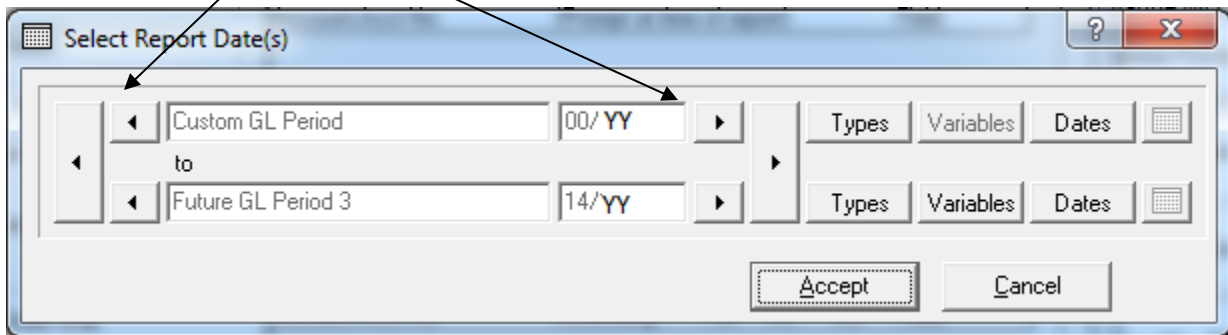 Select Report Date(s)
Custom GL Period 00/ YY Types Variables Dates
to
Future GL Period 3 14/YY Types Variables Dates
Accept Cancel